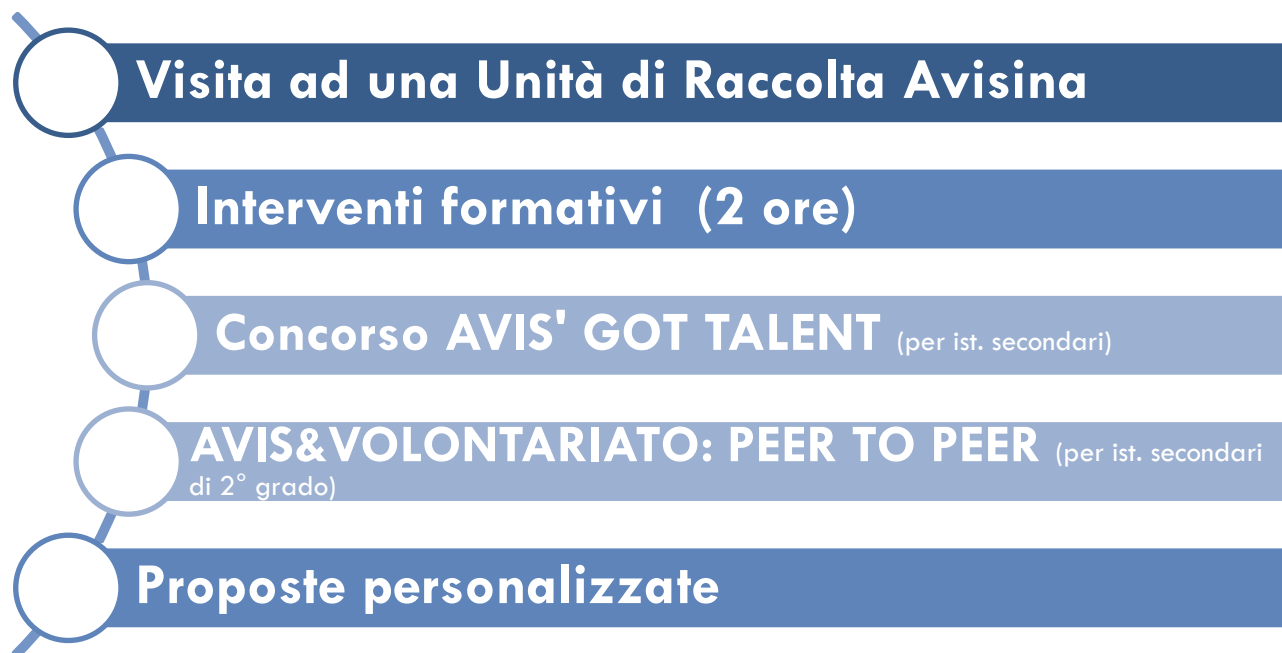 Visita ad una Unità di Raccolta Avisina
Interventi formativi (2 ore)
Concorso AVIS' GOT TALENT (per ist. secondari)
AVIS&VOLONTARIATO: PEER TO PEER (per ist. secondari
di 2° grado)
Proposte personalizzate